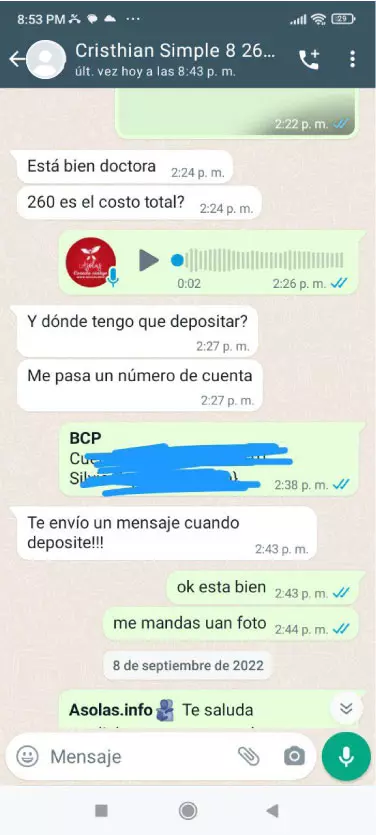 8:53 PM
29
Cristhian Simple 8 26...
últ. vez hoy a las 8:43 p. m.
2:22 p. m.
Está bien doctora
2:24 p. m.
260 es el costo total?
2:24 p. m.
Asolas
0:02
2:26 p. m.
Y dónde tengo que depositar?
2:27 p. m.
Me pasa un número de cuenta
2:27 p. m.
BCP
2:38 p. m.
Te envío un mensaje cuando
deposite!!!
2:43 p. m.
ok esta bien
2:43 p. m.
me mandas uan foto
2:44 p. m.
8 de septiembre de 2022
Asolas.info Te saluda
Mensaje